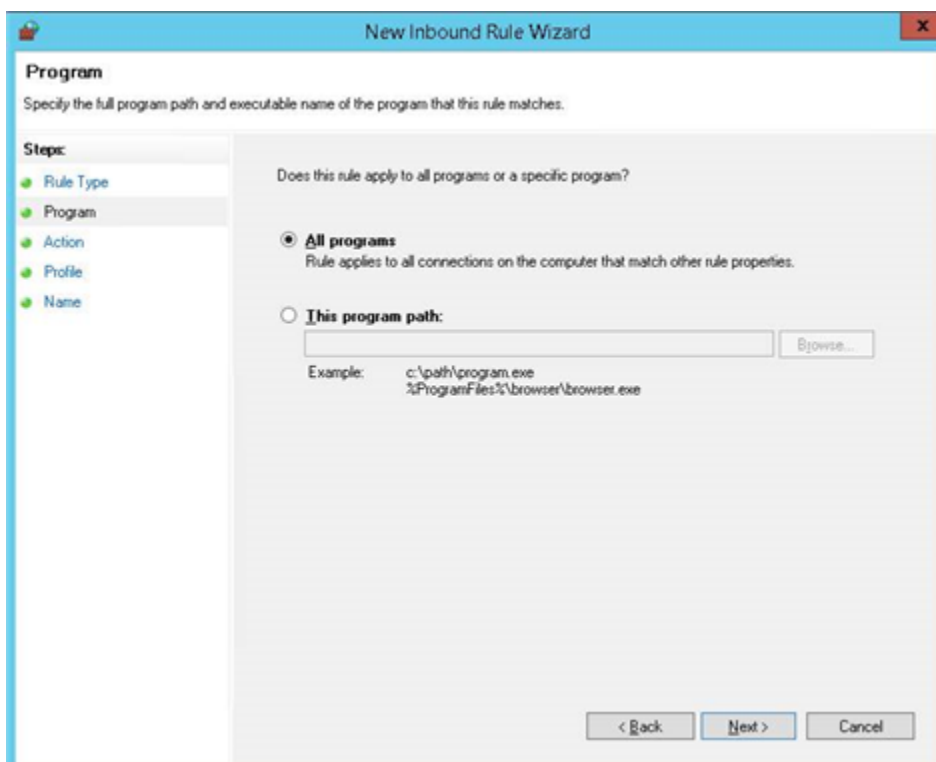 New Inbound Rule Wizard
x
Program
Specify the full program path and executable name of the program that this rule matches.
Steps:
Rule Type
Program
Action
Profile
Name
Does this rule apply to all programs or a specific program?
All programs
Rule applies to all connections on the computer that match other rule properties.
This program path:
Browse...
Example: c:\path\program.exe
%ProgramFiles%\browser\browser.exe
< Back Next > Cancel